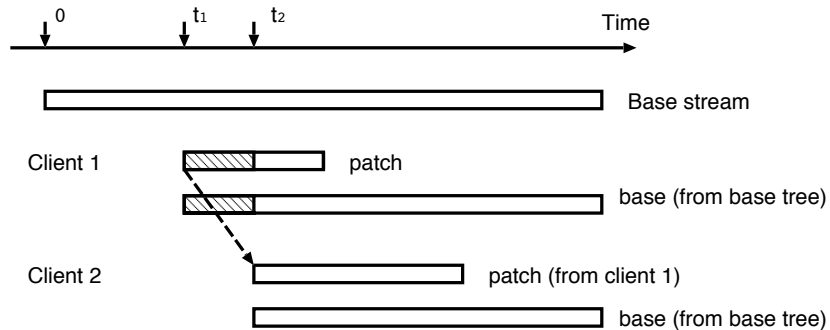 0 t1 t2 Time
Base stream
Client 1 patch
base (from base tree)
Client 2 patch (from client 1)
base (from base tree)